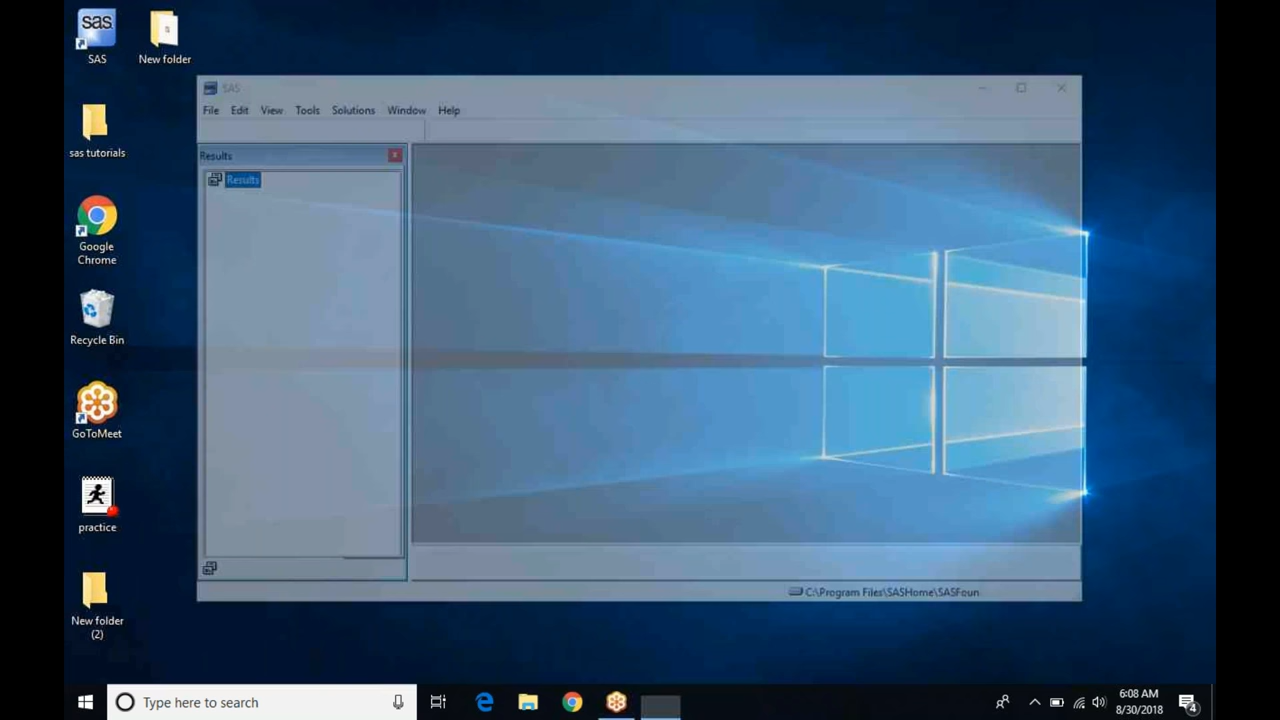 sas
SAS
New folder
sas tutorials
Google
Chrome
Recycle Bin
GoToMeet
practice
New folder
(2)
SAS
File Edit View Tools Solutions Window Help
Results
Results
C:\Program Files\SASHome\SASFoun
Type here to search
6:08 AM
8/30/2018
4